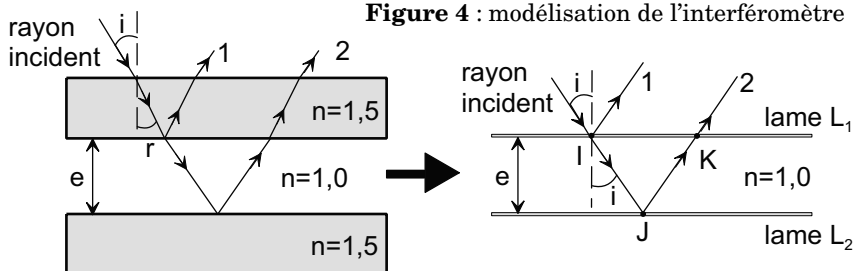 Figure 4 : modélisation de l'interféromètre
rayon
incident
i
1
2
n=1,5
r
e
n=1,0
n=1,5
rayon
incident
i
1
2
lame L₁
I
K
e
n=1,0
i
J
lame L₂